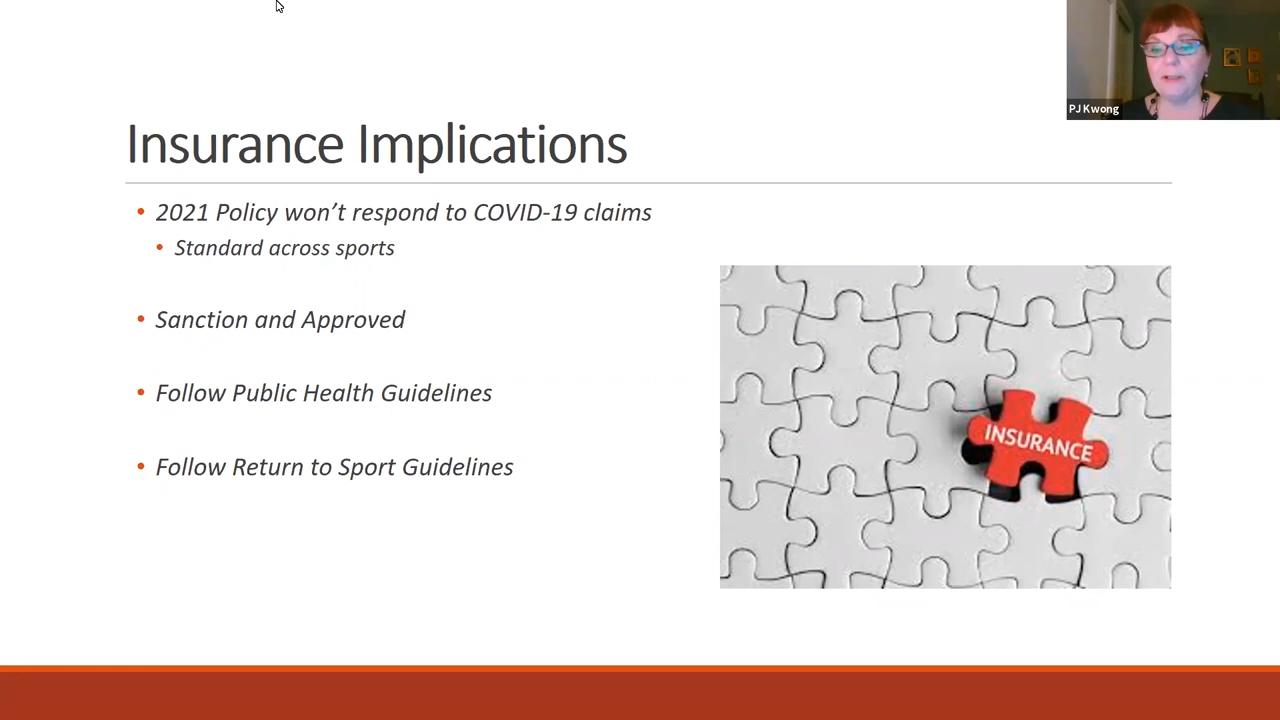 PJ Kwong
Insurance Implications
2021 Policy won't respond to COVID-19 claims
Standard across sports
Sanction and Approved
Follow Public Health Guidelines
Follow Return to Sport Guidelines
INSURANCE